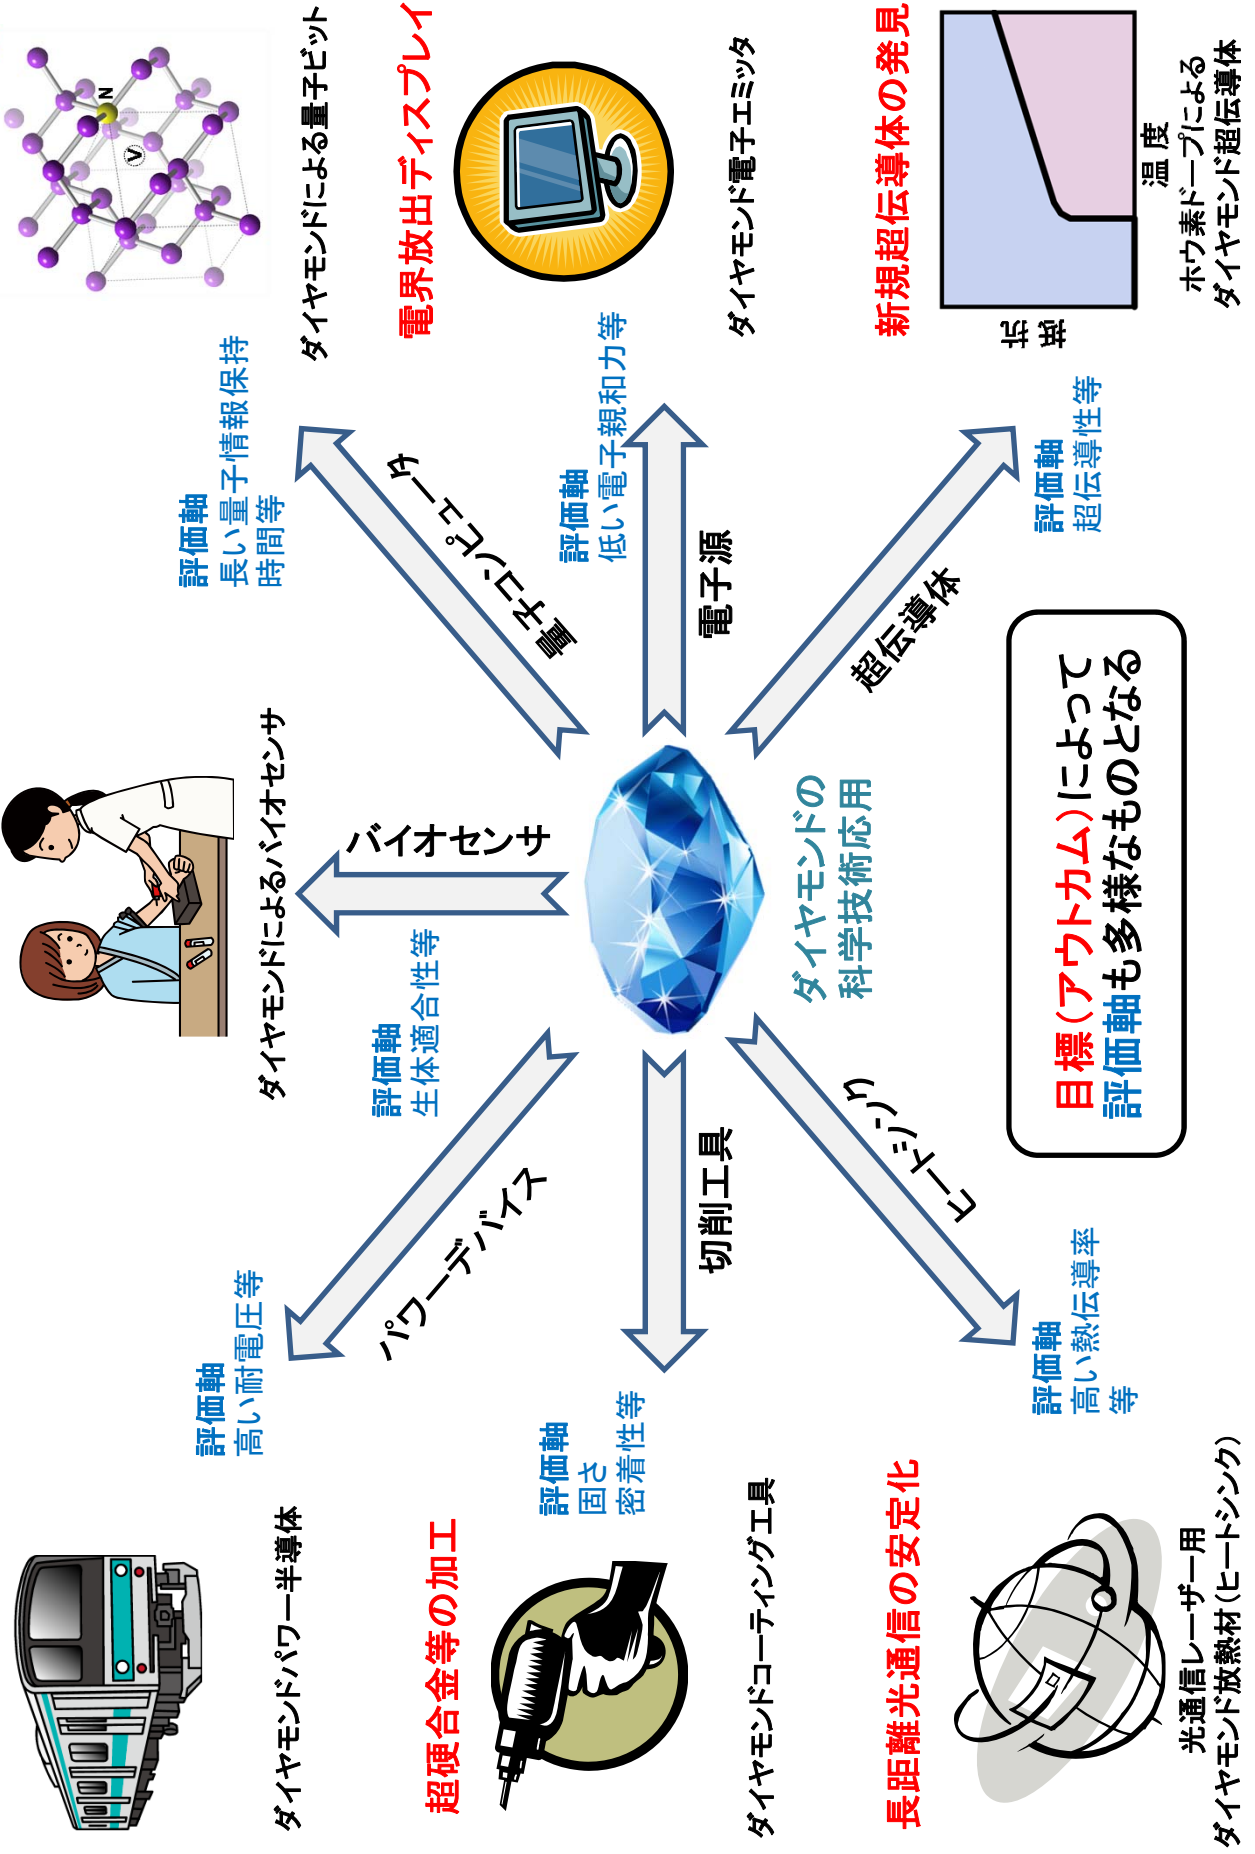 評価軸
高い耐電圧等
ダイヤモンドパワー半導体
パワーデバイス
ダイヤモンドによるバイオセンサ
評価軸
生体適合性等
バイオセンサ
N
V
評価軸
長い量子情報保持
時間等
ダイヤモンドによる量子ビット
量子コンピュータ
超硬合金等の加工
評価軸
固さ
密着性等
切削工具
ダイヤモンドコーティング工具
ダイヤモンドの
科学技術応用
電界放出ディスプレイ
評価軸
低い電子親和力等
電子源
ダイヤモンド電子エミッタ
長距離光通信の安定化
ヒートシンク
評価軸
高い熱伝導率
等
光通信レーザー用
ダイヤモンド放熱材(ヒートシンク)
目標(アウトカム)によって
評価軸も多様なものとなる
新規超伝導体の発見
超伝導体
評価軸
超伝導性等
抵抗
温度
ホウ素ドープによる
ダイヤモンド超伝導体